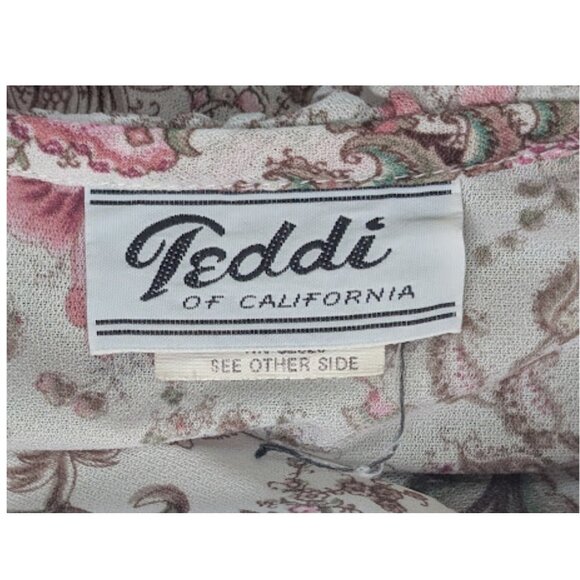 Teddi
OF CALIFORNIA
SEE OTHER SIDE